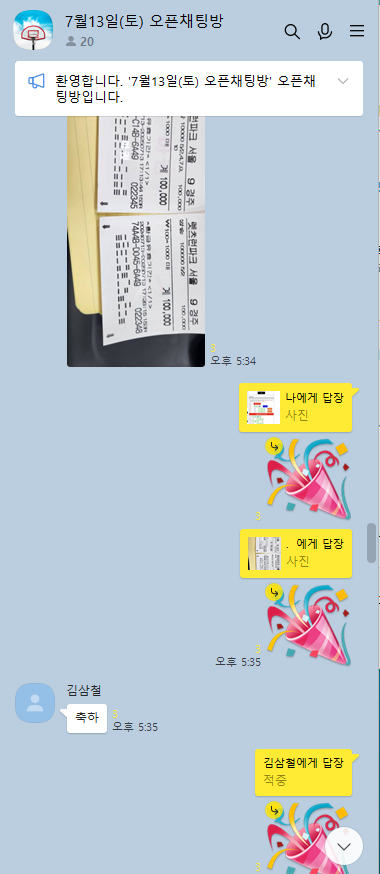 7월13일(토) 오픈채팅방
20
환영합니다. '7월13일(토) 오픈채팅방' 오픈채
팅방입니다.
서울 9 경주
계 100,000
022345
서울 9 경주
계 100,000
3
오후 5:34
나에게 답장
사진
3
. 에게 답장
사진
3
오후 5:35
김삼철
축하
3
오후 5:35
김삼철에게 답장
적중
3